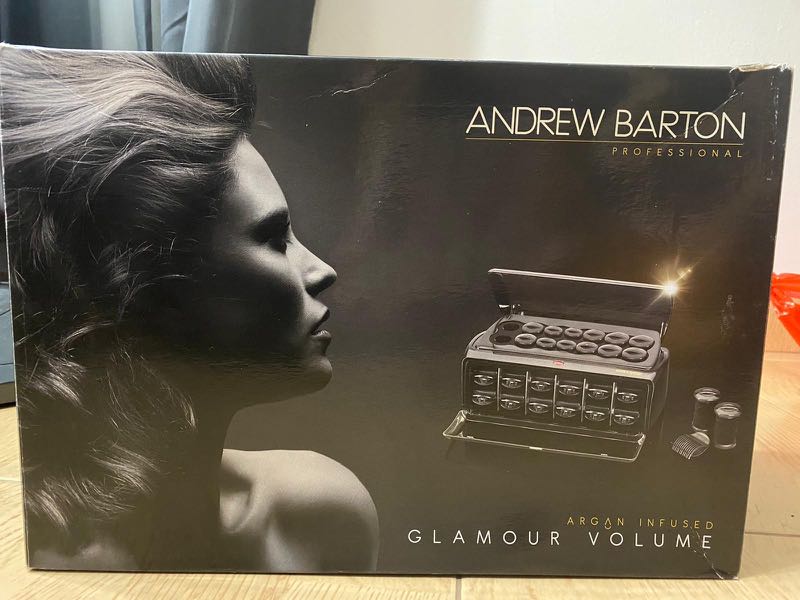 ANDREW BARTON
PROFESSIONAL
ARGAN INFUSED
GLAMOUR VOLUME